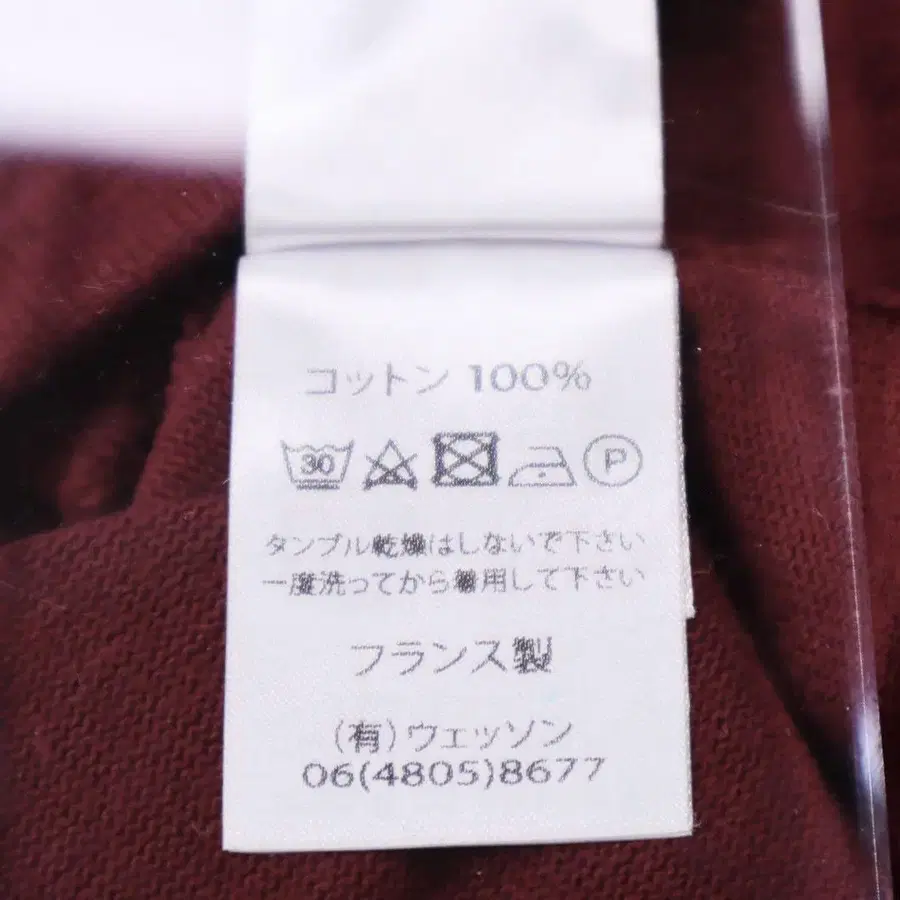 コットン 100%
30 P
タンブル乾燥はしないで下さい
一度洗ってから着用して下さい
フランス製
(有)ウェッソン
06(4805)8677